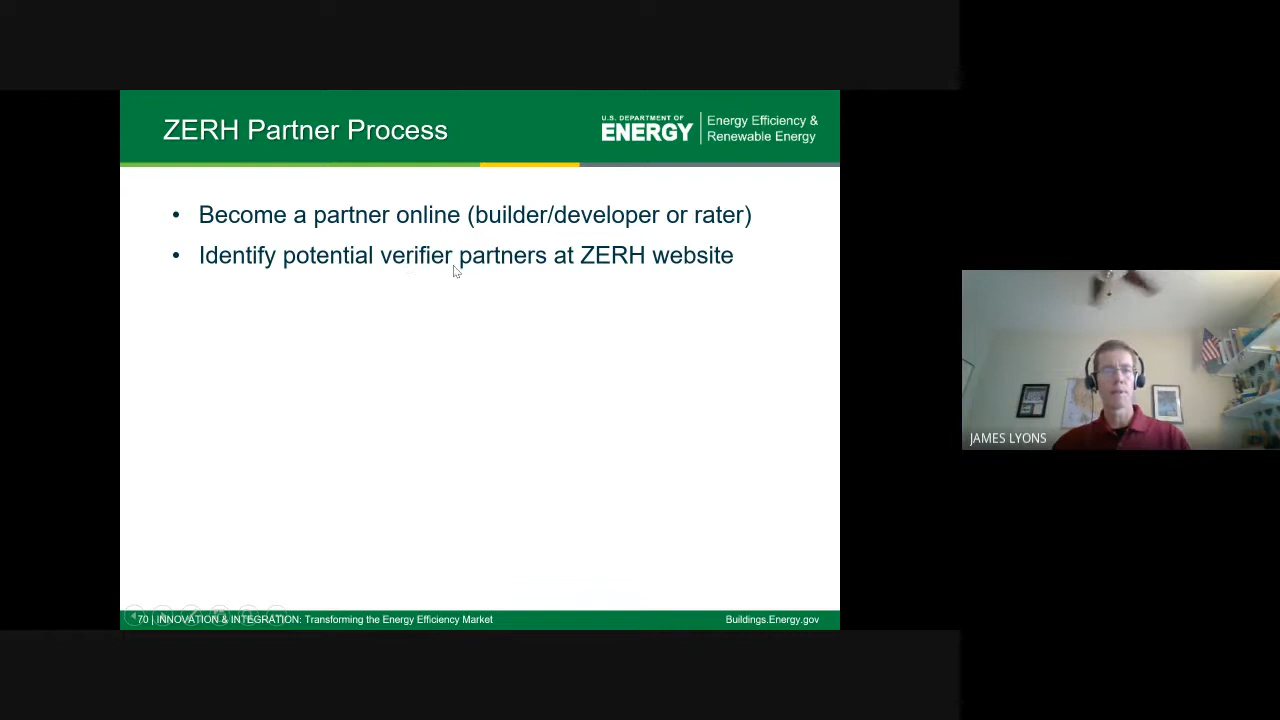 ZERH Partner Process
U.S. DEPARTMENT OF
ENERGY
Energy Efficiency &
Renewable Energy
• Become a partner online (builder/developer or rater)
• Identify potential verifier partners at ZERH website
JAMES LYONS
70 | INNOVATION & INTEGRATION: Transforming the Energy Efficiency Market
Buildings.Energy.gov